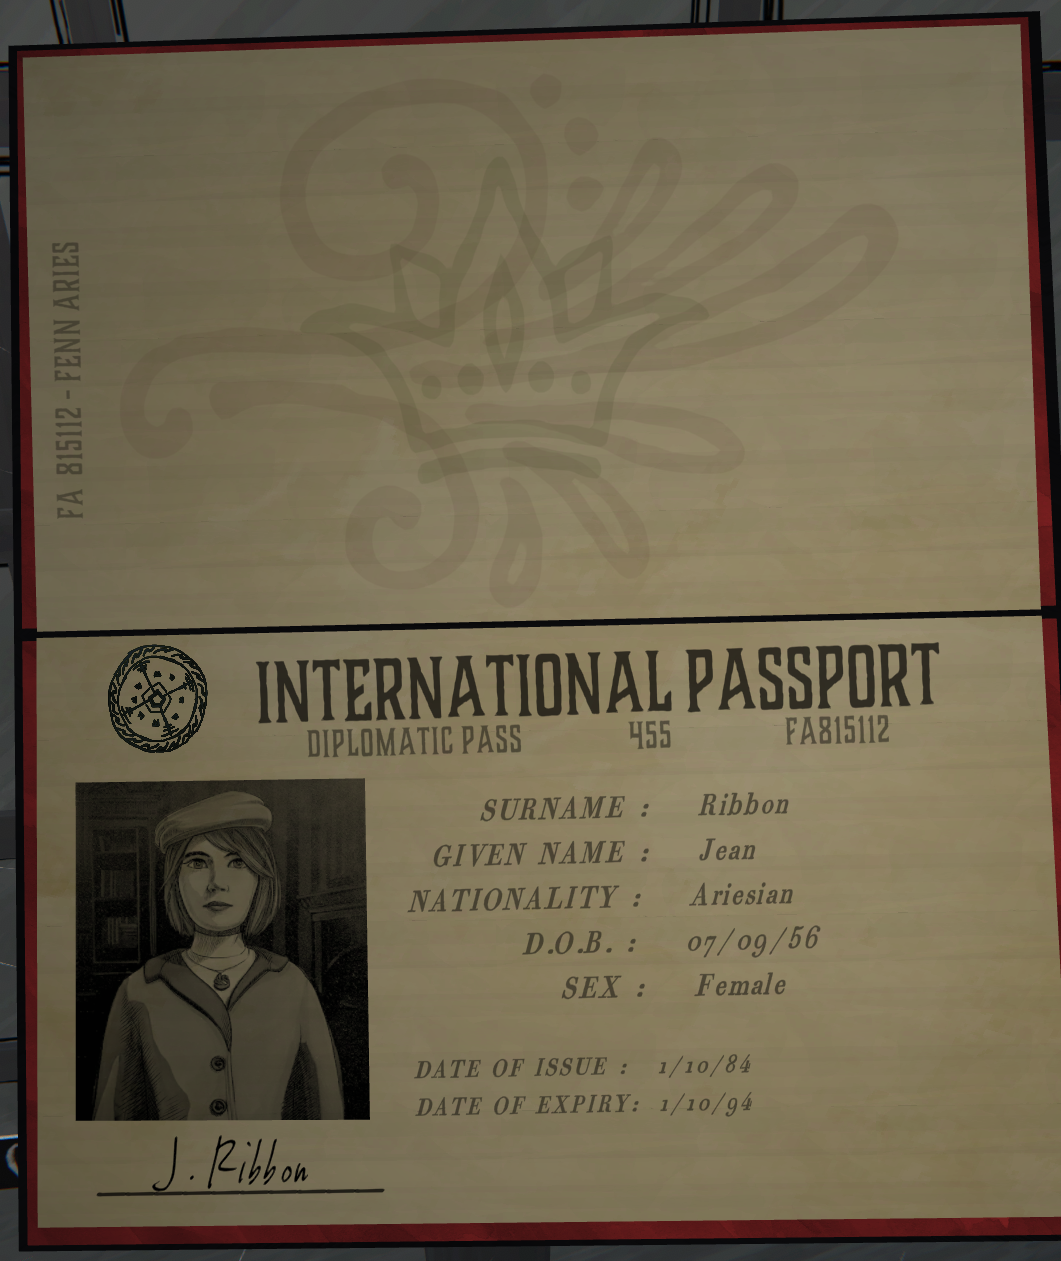 FA 815112 - FENN ARIES
INTERNATIONAL PASSPORT
DIPLOMATIC PASS 455 FA815112
SURNAME : Ribbon
GIVEN NAME : Jean
NATIONALITY : Ariesian
D.O.B. : 07/09/56
SEX : Female
DATE OF ISSUE : 1/10/84
DATE OF EXPIRY: 1/10/94
J. Ribbon